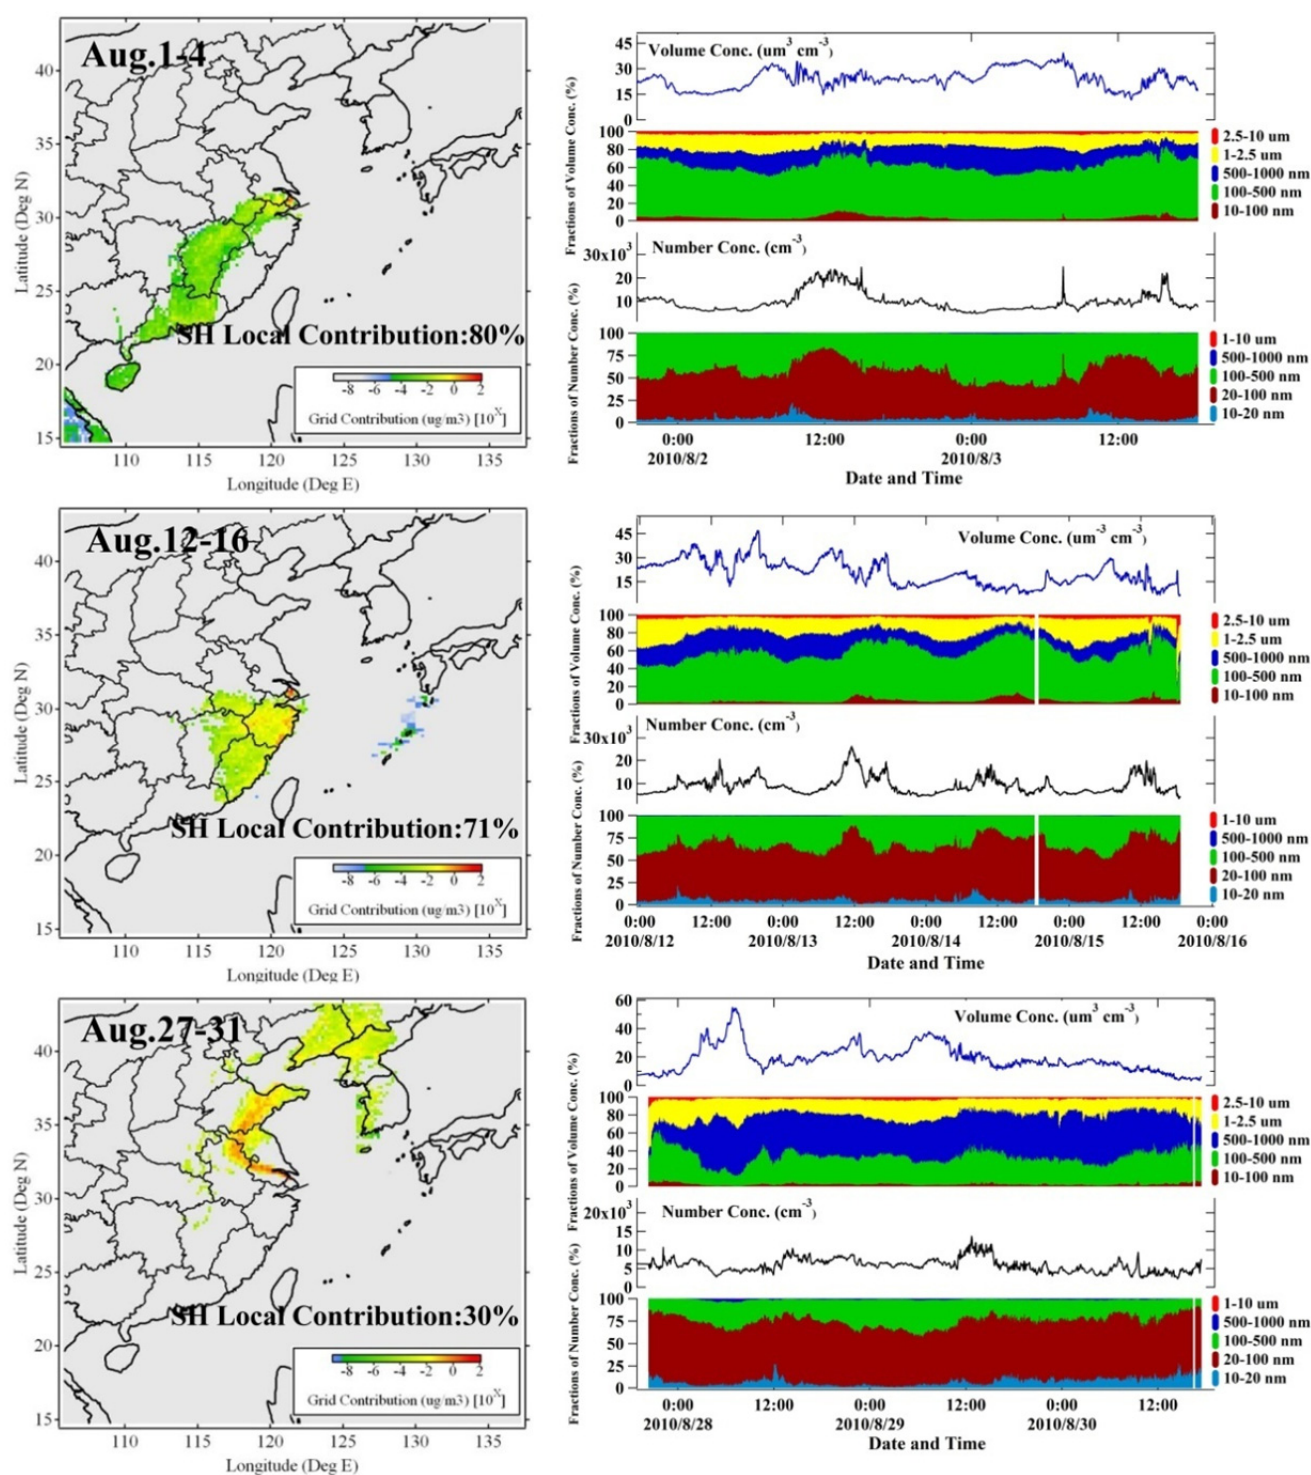 Aug.1-4
40
35
30
25
20
15
Latitude (Deg N)
SH Local Contribution:80%
-8 -6 -4 -2 0 2
Grid Contribution (ug/m3) [10^X]
110 115 120 125 130 135
Longitude (Deg E)
Volume Conc. (um³ cm⁻³)
45
30
15
0
Fractions of Volume Conc. (%)
100
80
60
40
20
0
2.5-10 um
1-2.5 um
500-1000 nm
100-500 nm
10-100 nm
Number Conc. (cm⁻³)
30x10³
20
10
Fractions of Number Conc. (%)
100
75
50
25
0
1-10 um
500-1000 nm
100-500 nm
20-100 nm
10-20 nm
0:00 12:00 0:00 12:00
2010/8/2 2010/8/3
Date and Time
Aug.12-16
40
35
30
25
20
15
Latitude (Deg N)
SH Local Contribution:71%
-8 -6 -4 -2 0 2
Grid Contribution (ug/m3) [10^X]
110 115 120 125 130 135
Longitude (Deg E)
Volume Conc. (um³ cm⁻³)
45
30
15
Fractions of Volume Conc. (%)
100
80
60
40
20
0
2.5-10 um
1-2.5 um
500-1000 nm
100-500 nm
10-100 nm
Number Conc. (cm⁻³)
30x10³
20
10
Fractions of Number Conc. (%)
100
75
50
25
0
1-10 um
500-1000 nm
100-500 nm
20-100 nm
10-20 nm
0:00 12:00 0:00 12:00 0:00 12:00 0:00 12:00 0:00
2010/8/12 2010/8/13 2010/8/14 2010/8/15 2010/8/16
Date and Time
Aug.27-31
40
35
30
25
20
15
Latitude (Deg N)
SH Local Contribution:30%
-8 -6 -4 -2 0 2
Grid Contribution (ug/m3) [10^X]
110 115 120 125 130 135
Longitude (Deg E)
Volume Conc. (um³ cm⁻³)
60
40
20
0
Fractions of Volume Conc. (%)
100
80
60
40
20
0
2.5-10 um
1-2.5 um
500-1000 nm
100-500 nm
10-100 nm
Number Conc. (cm⁻³)
20x10³
15
10
5
0
Fractions of Number Conc. (%)
100
75
50
25
0
1-10 um
500-1000 nm
100-500 nm
20-100 nm
10-20 nm
0:00 12:00 0:00 12:00 0:00 12:00
2010/8/28 2010/8/29 2010/8/30
Date and Time